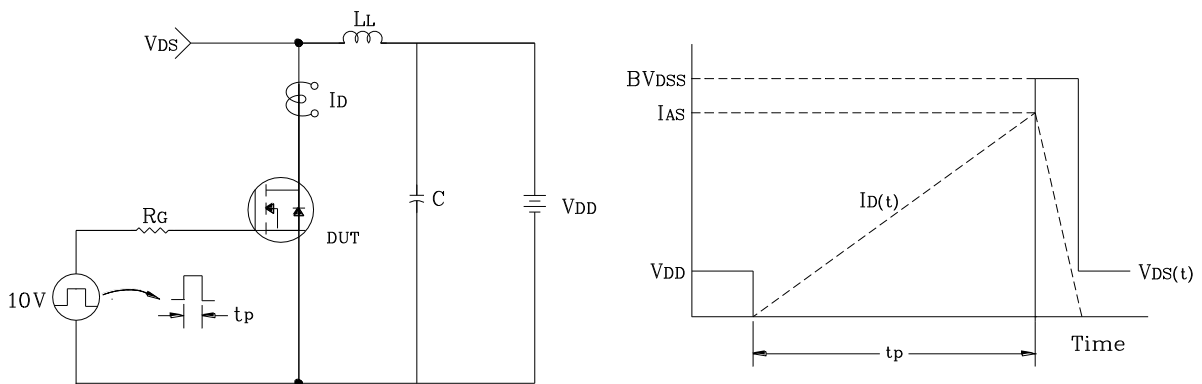 VDS
LL
ID
RG
DUT
C
VDD
10V
tp
BVDSS
IAS
ID(t)
VDD
VDS(t)
Time
tp